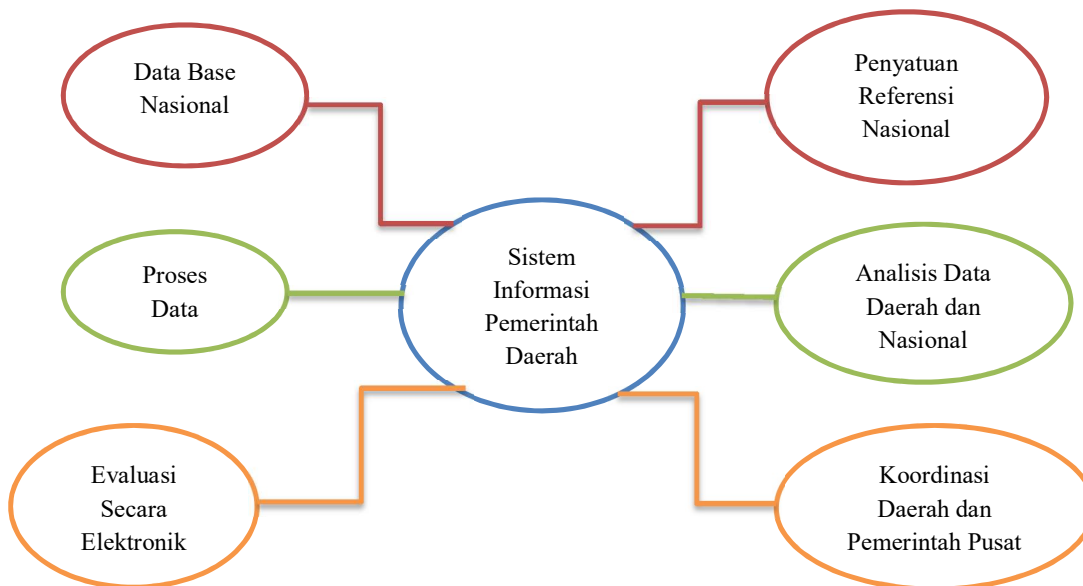 Data Base
Nasional
Penyatuan
Referensi
Nasional
Sistem
Informasi
Pemerintah
Daerah
Proses
Data
Analisis Data
Daerah dan
Nasional
Evaluasi
Secara
Elektronik
Koordinasi
Daerah dan
Pemerintah Pusat